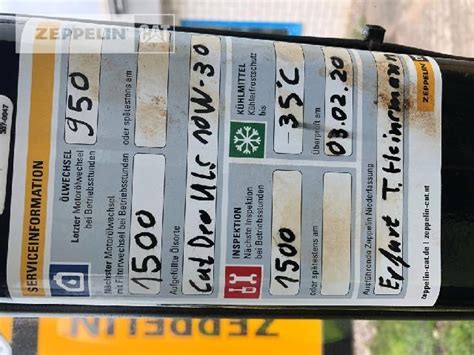 ZEPPELIN CAT
SERVICEINFORMATION
ÖLWECHSEL
Letzter Motorölwechsel
bei Betriebsstunden
950
oder spätestens am
Nächster Motorölwechsel
mit Filterwechsel bei Betriebsstunden
1500
oder spätestens am
Aufgefüllte Ölsorte
Cat Deo ULS 10W-30
KÜHLMITTEL
Kühlerfrostschutz
bis
-35°C
Überprüft am
03.02.20
INSPEKTION
Nächste Inspektion
bei Betriebsstunden
1500
oder spätestens am
Ausführende Zeppelin Niederlassung
Erfurt T. Heinemann
zeppelin-cat.de | zeppelin-cat.at
ZEPPELIN
ZEPPELIN